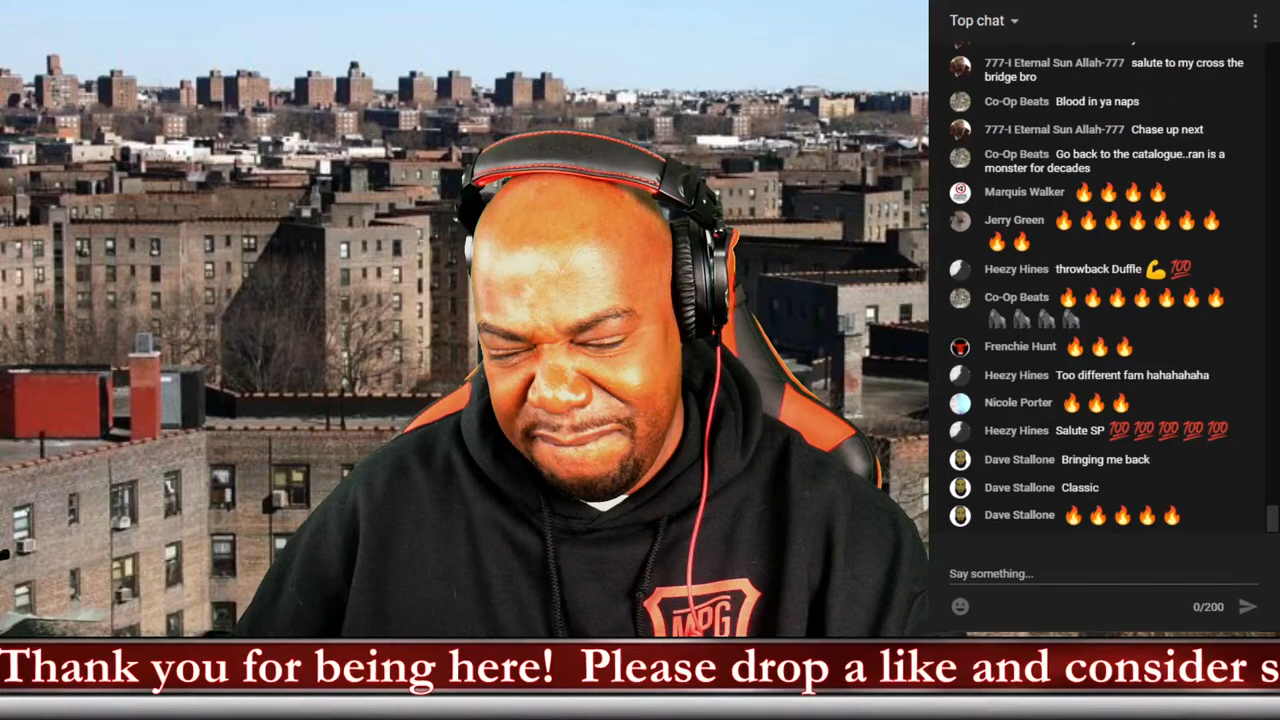 Top chat
777-I Eternal Sun Allah-777 salute to my cross the
bridge bro
Co-Op Beats Blood in ya naps
777-I Eternal Sun Allah-777 Chase up next
Co-Op Beats Go back to the catalogue..ran is a
monster for decades
Marquis Walker 🔥🔥🔥🔥
Jerry Green 🔥🔥🔥🔥🔥🔥🔥
🔥🔥
Heezy Hines throwback Duffle 💪💯
Co-Op Beats 🔥🔥🔥🔥🔥🔥🔥
🦍🦍🦍🦍
Frenchie Hunt 🔥🔥🔥
Heezy Hines Too different fam hahahahaha
Nicole Porter 🔥🔥🔥
Heezy Hines Salute SP 💯💯💯💯💯
Dave Stallone Bringing me back
Dave Stallone Classic
Dave Stallone 🔥🔥🔥🔥🔥
Say something...
0/200
MPG
Thank you for being here! Please drop a like and consider s